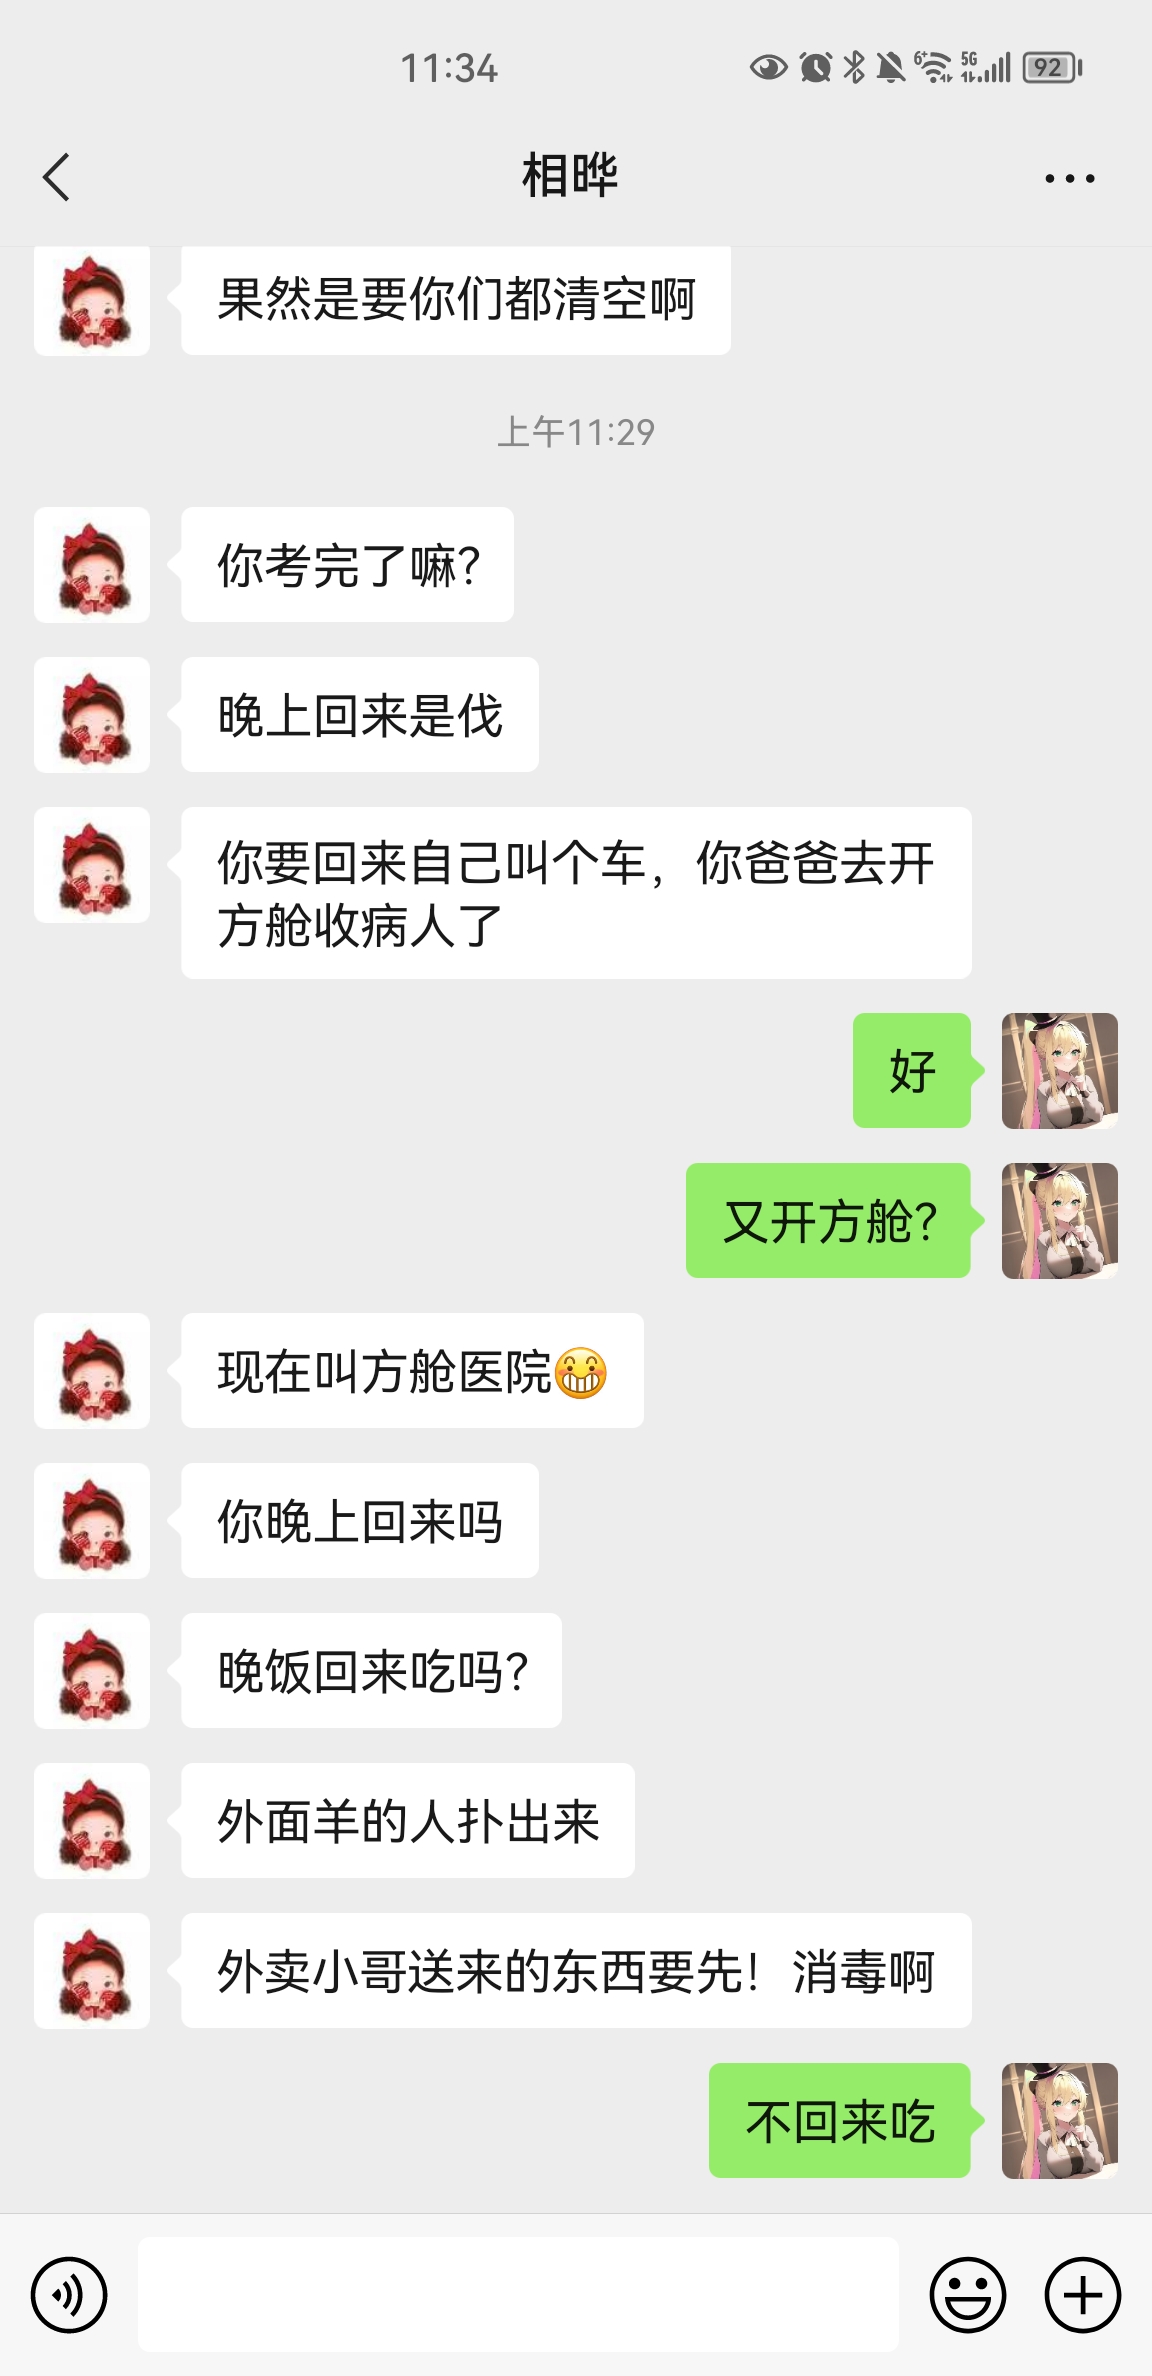 11:34
6+
5G
92
相晔
果然是要你们都清空啊
上午11:29
你考完了嘛？
晚上回来是伐
你要回来自己叫个车，你爸爸去开
方舱收病人了
好
又开方舱？
现在叫方舱医院😁
你晚上回来吗
晚饭回来吃吗？
外面羊的人扑出来
外卖小哥送来的东西要先！消毒啊
不回来吃